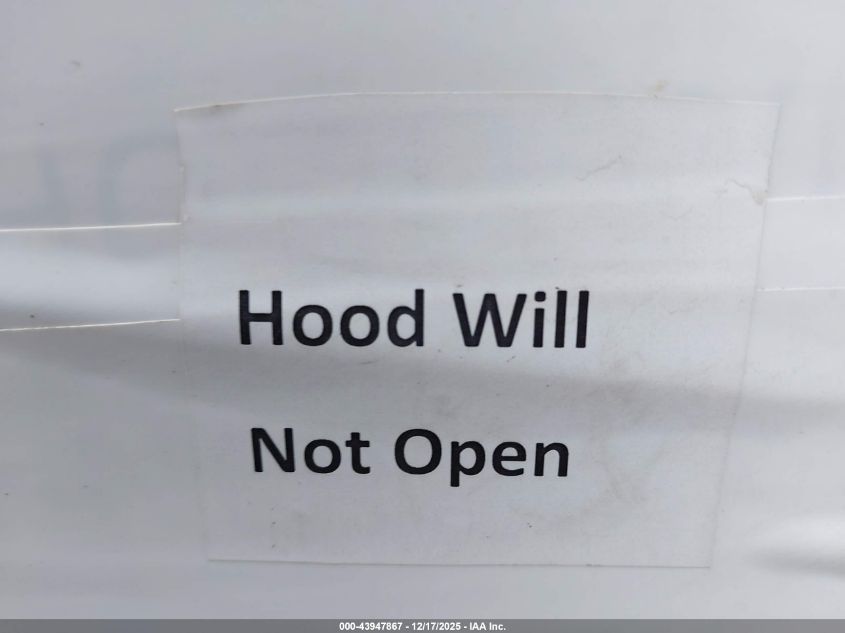 Hood Will
Not Open
000-43947867 - 12/17/2025 - IAA Inc.